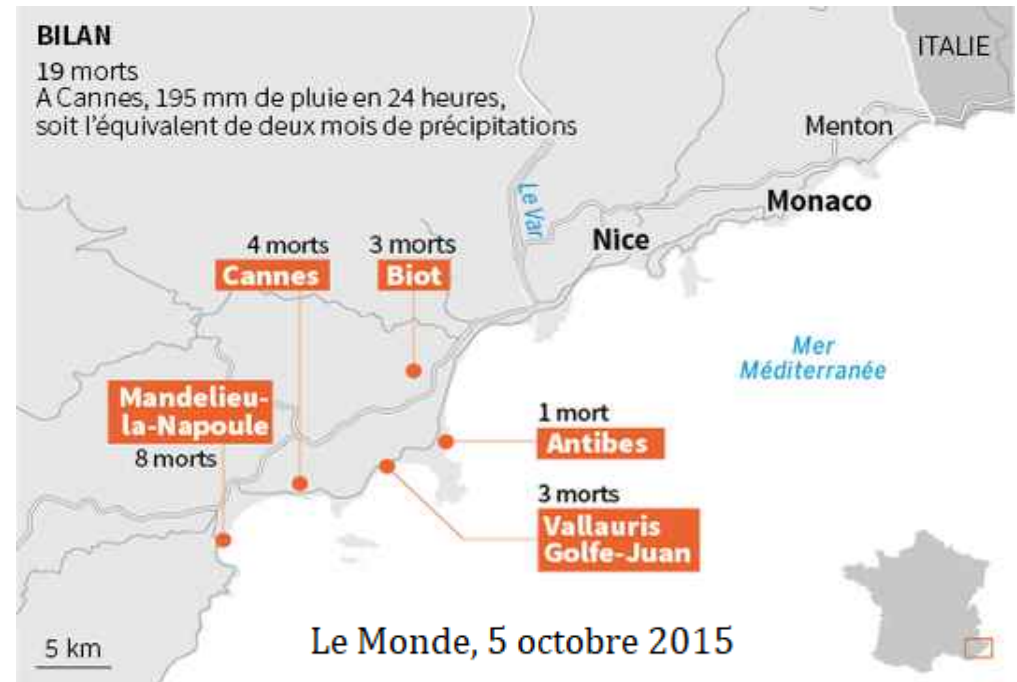 BILAN
19 morts
A Cannes, 195 mm de pluie en 24 heures,
soit l'équivalent de deux mois de précipitations
ITALIE
Menton
Monaco
Le Var
Nice
4 morts
Cannes
3 morts
Biot
Mer
Méditerranée
Mandelieu-
la-Napoule
8 morts
1 mort
Antibes
3 morts
Vallauris
Golfe-Juan
5 km
Le Monde, 5 octobre 2015